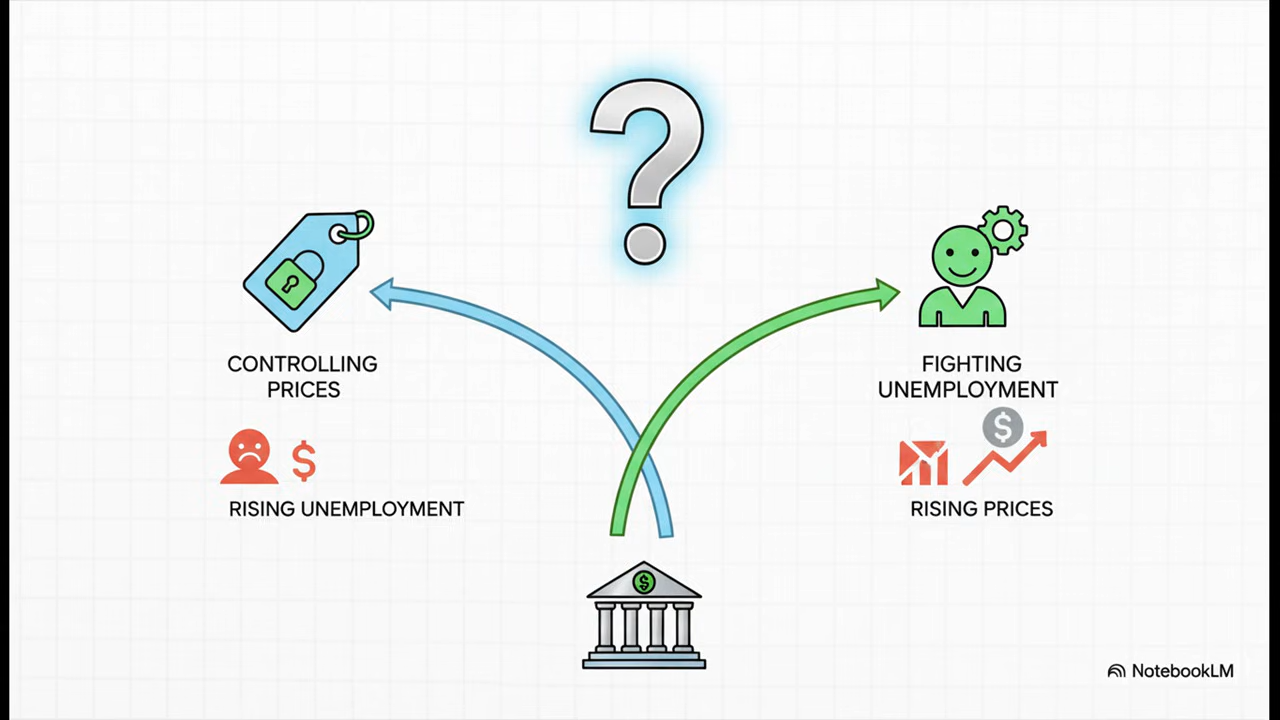 ?
CONTROLLING
PRICES
$
RISING UNEMPLOYMENT
FIGHTING
UNEMPLOYMENT
$
RISING PRICES
$
NotebookLM